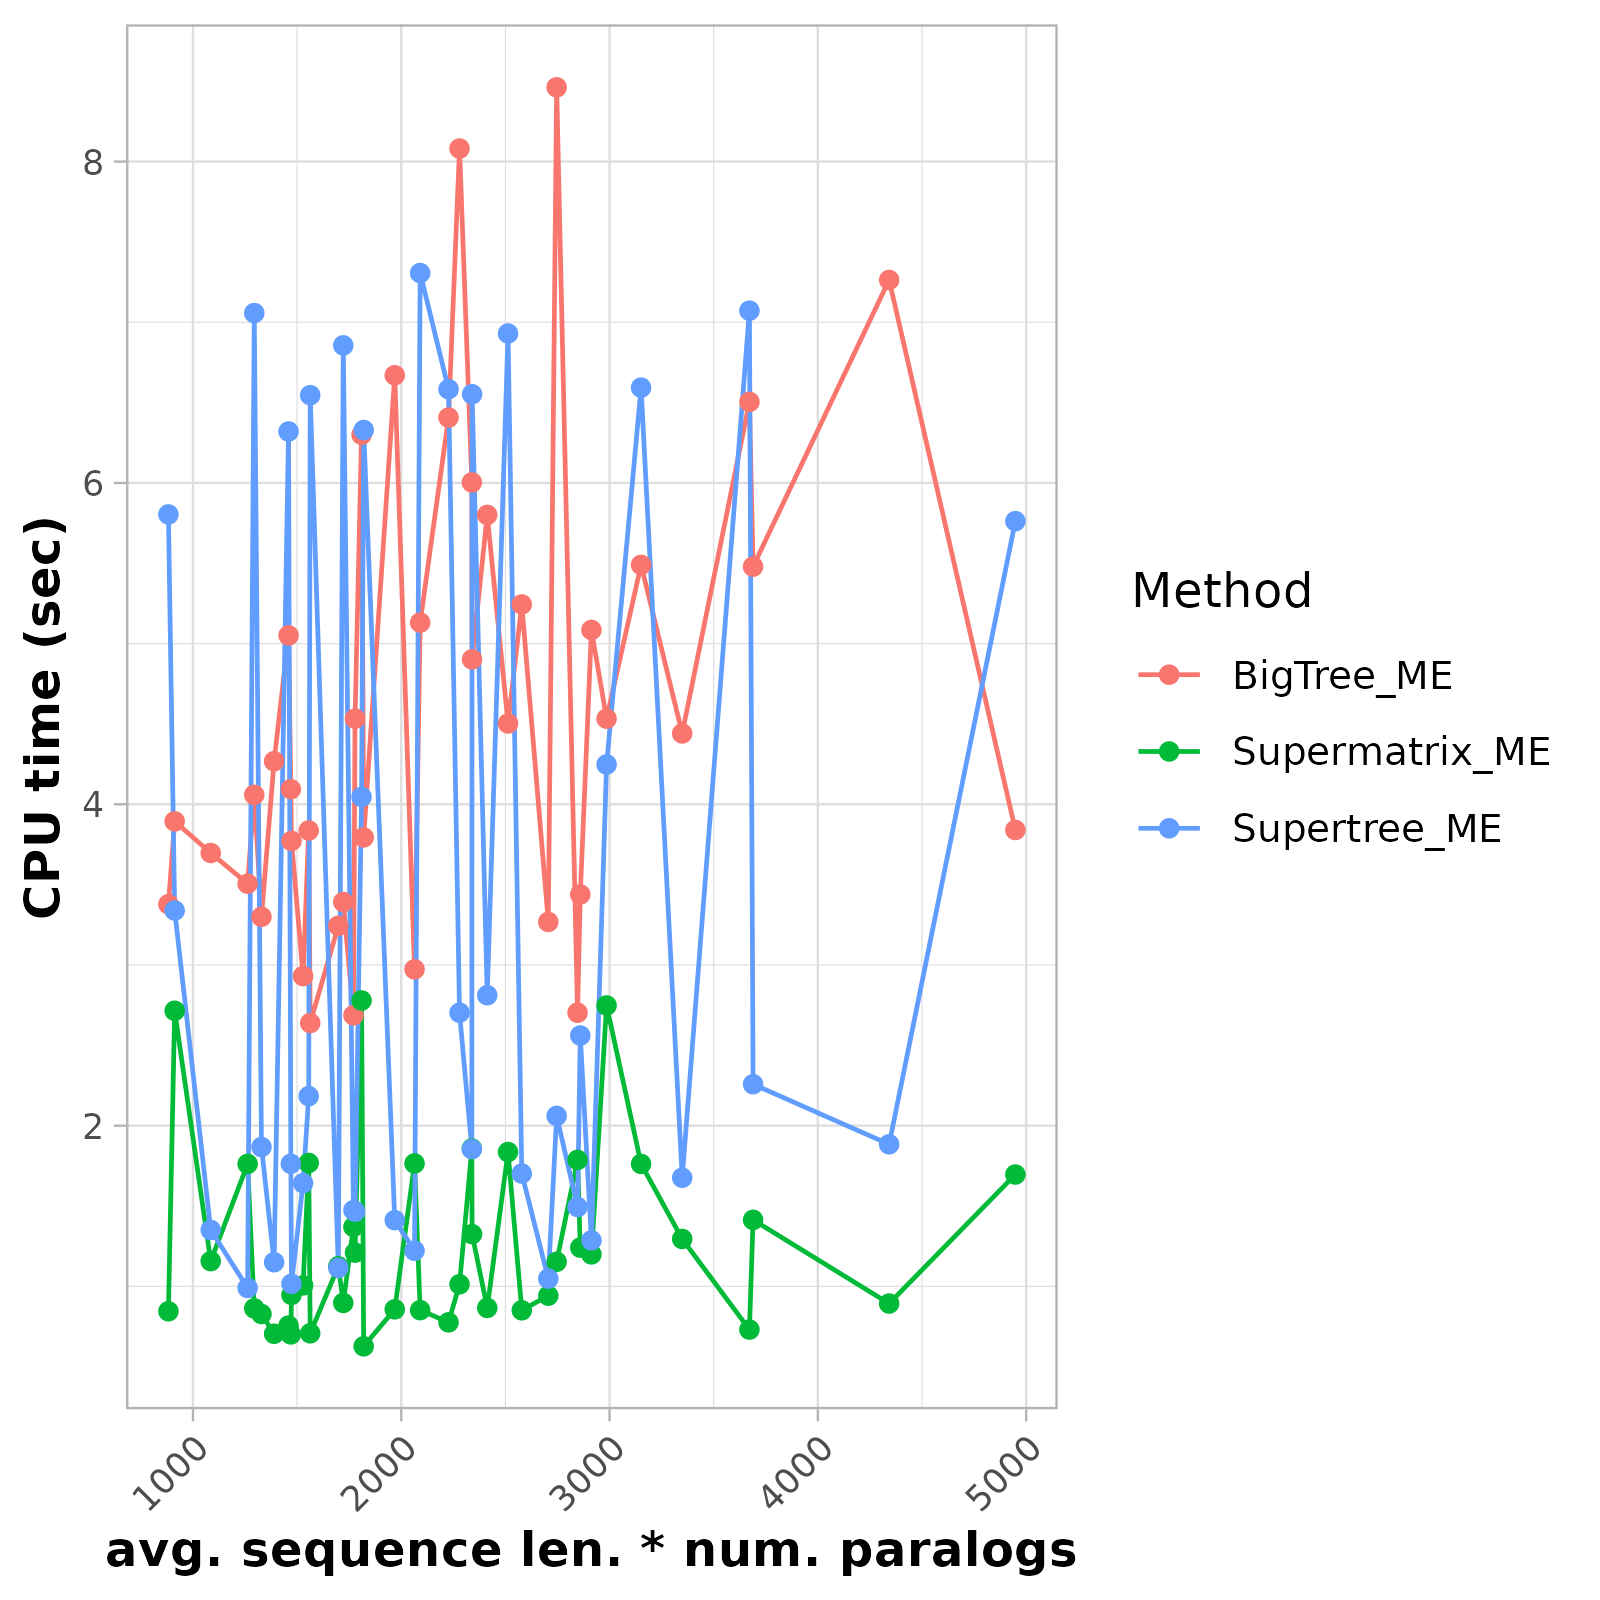 8
6
4
2
CPU time (sec)
1000
2000
3000
4000
5000
avg. sequence len. * num. paralogs
Method
BigTree_ME
Supermatrix_ME
Supertree_ME